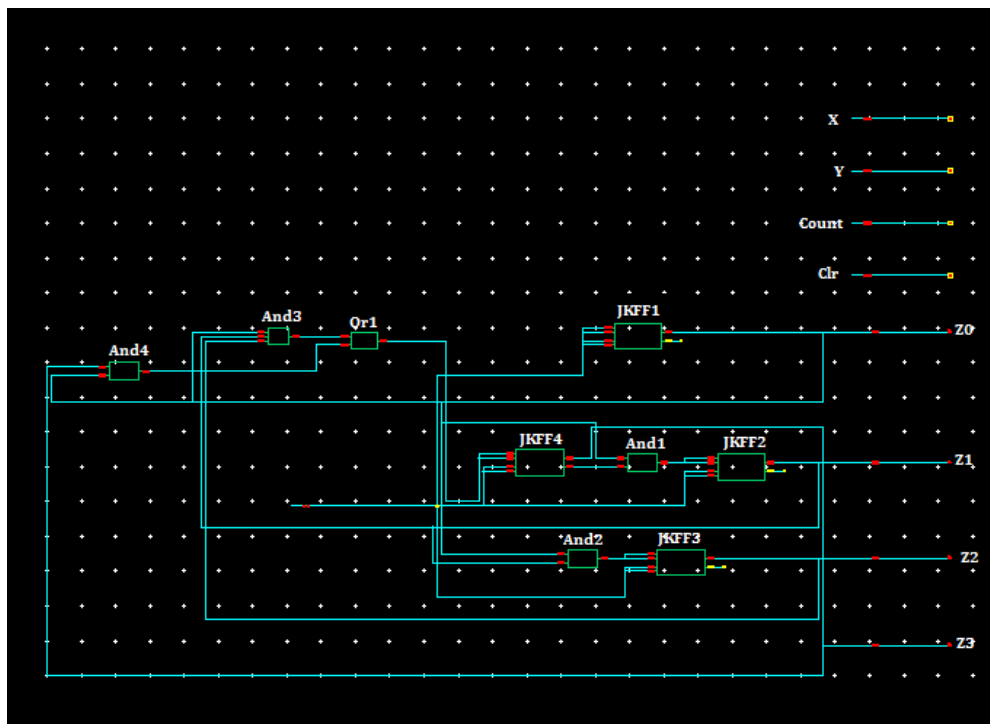 X
Y
Count
Clr
And3
Or1
JKFF1
Z0
And4
JKFF4
And1
JKFF2
Z1
And2
JKFF3
Z2
Z3